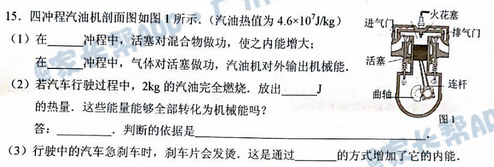 15. 四冲程汽油机剖面图如图1所示.（汽油热值为 4.6×10⁷J/kg）
(1) 在____冲程中，活塞对混合物做功，使之内能增大；
在____冲程中，气体对活塞做功，汽油机对外输出机械能.
(2) 若汽车行驶过程中，2kg的汽油完全燃烧. 放出______J
的热量. 这些能量能够全部转化为机械能吗？
答：______. 判断的依据是__________________.
(3) 行驶中的汽车急刹车时，刹车片会发烫. 这是通过______的方式增加了它的内能.
火花塞
进气门
排气门
活塞
连杆
曲轴
图1